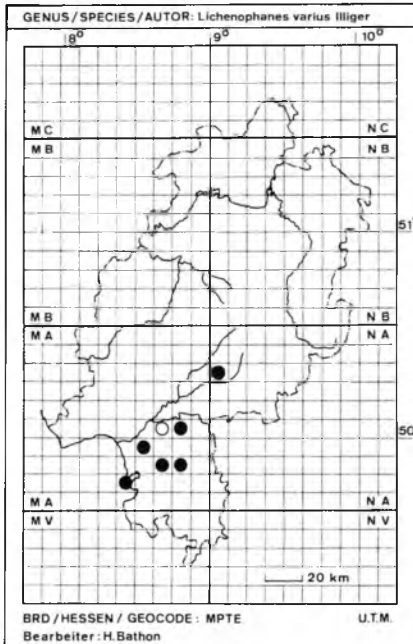 GENUS/SPECIES/AUTOR: Lichenophanes varius Illiger
8° 9° 10°
MC NC
MB NB
51
MB NB
MA NA
50
MA NA
MV NV
20 km
BRD/HESSEN/GEOCODE: MPTE U.T.M.
Bearbeiter: H.Bathon